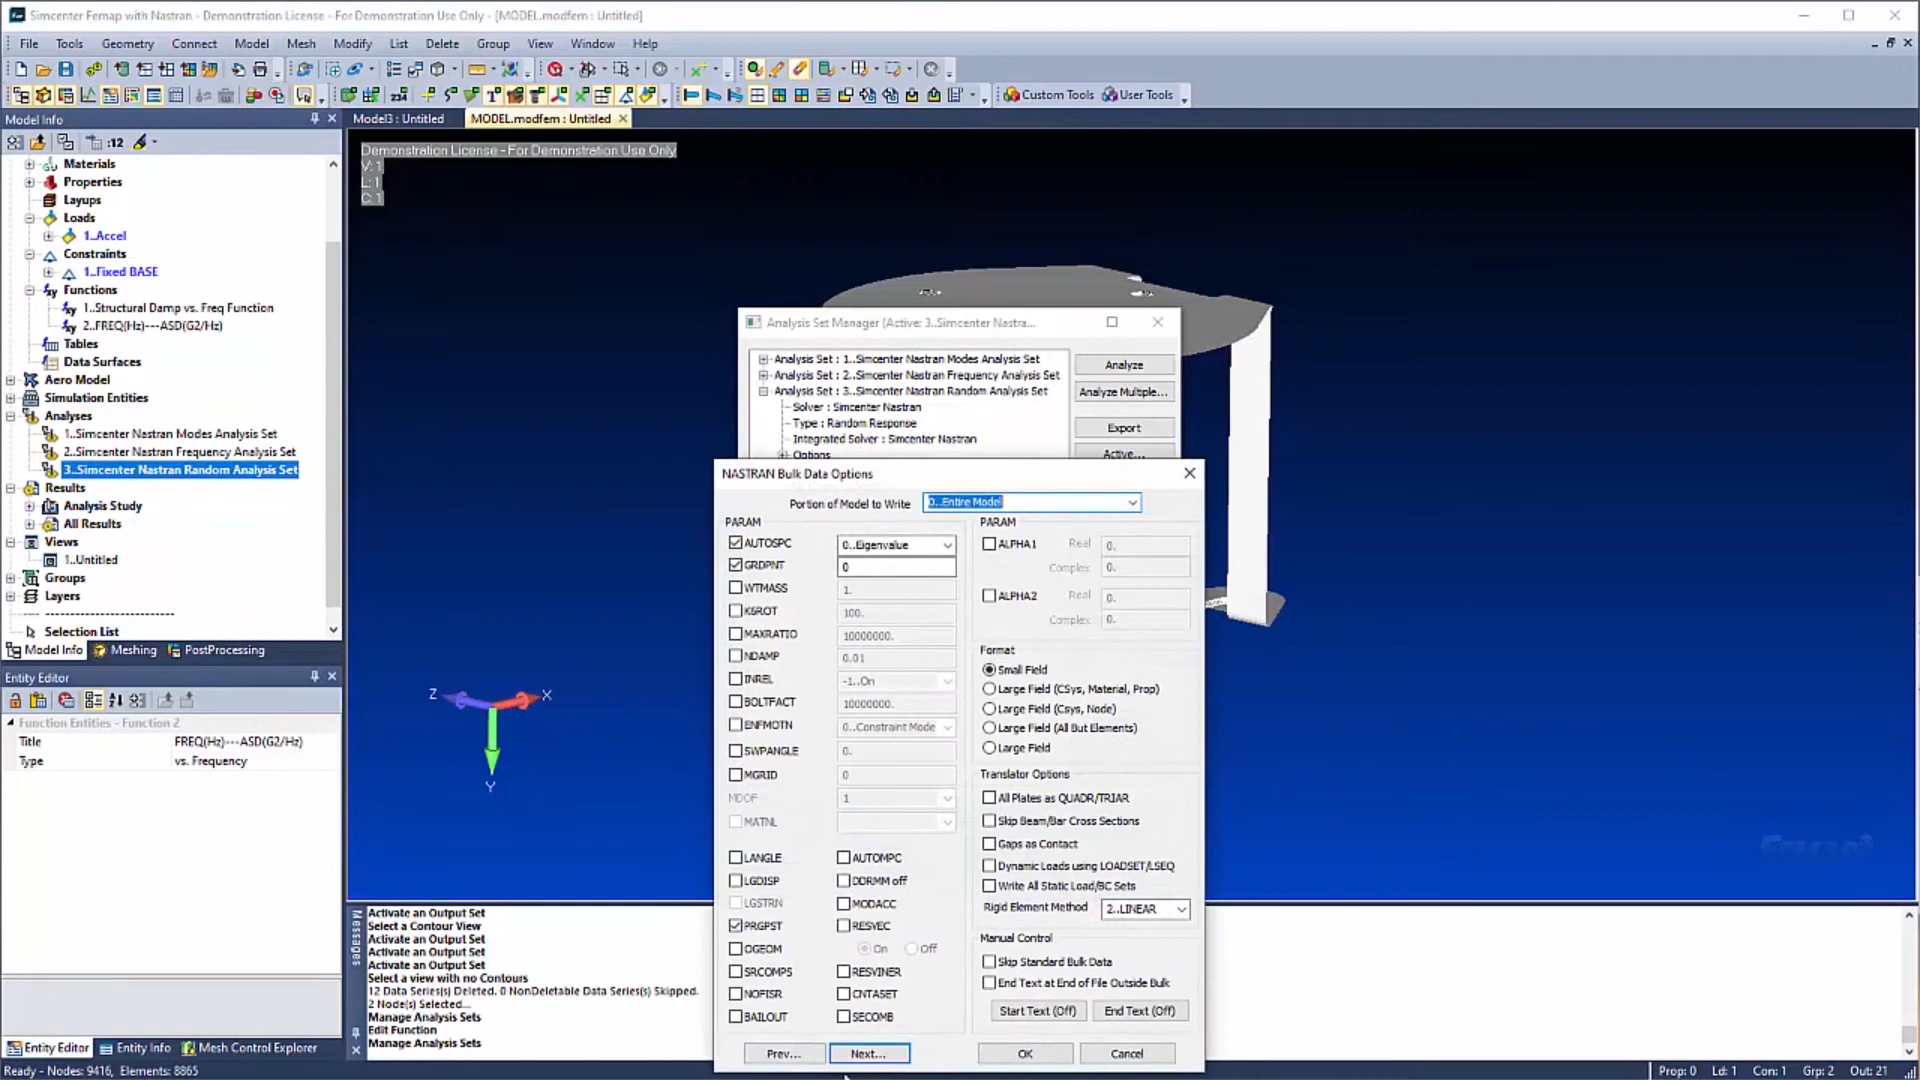 Simcenter Femap with Nastran - Demonstration License - For Demonstration Use Only - [MODEL.modfem : Untitled]
File Tools Geometry Connect Model Mesh Modify List Delete Group View Window Help
234
Custom Tools User Tools
Model Info
Model3 : Untitled MODEL.modfem : Untitled
:12
Materials
Properties
Layups
Loads
1..Accel
Constraints
1..Fixed BASE
Functions
1..Structural Damp vs. Freq Function
2..FREQ(Hz)---ASD(G2/Hz)
Tables
Data Surfaces
Aero Model
Simulation Entities
Analyses
1..Simcenter Nastran Modes Analysis Set
2..Simcenter Nastran Frequency Analysis Set
3..Simcenter Nastran Random Analysis Set
Results
Analysis Study
All Results
Views
1..Untitled
Groups
Layers
Selection List
Model Info Meshing PostProcessing
Entity Editor
Function Entities - Function 2
Title FREQ(Hz)---ASD(G2/Hz)
Type vs. Frequency
Entity Editor Entity Info Mesh Control Explorer
Demonstration License - For Demonstration Use Only
V: 1
L: 1
C: 1
Z X
Y
Analysis Set Manager (Active: 3..Simcenter Nastra...
Analysis Set : 1..Simcenter Nastran Modes Analysis Set
Analysis Set : 2..Simcenter Nastran Frequency Analysis Set
Analysis Set : 3..Simcenter Nastran Random Analysis Set
Solver : Simcenter Nastran
Type : Random Response
Integrated Solver : Simcenter Nastran
Options
Analyze
Analyze Multiple...
Export
Active...
NASTRAN Bulk Data Options
Portion of Model to Write 0..Entire Model
PARAM
AUTOSPC 0..Eigenvalue
GRDPNT 0
WTMASS 1.
K6ROT 100.
MAXRATIO 10000000.
NDAMP 0.01
INREL -1..On
BOLTFACT 10000000.
ENFMOTN 0..Constraint Mode
SWPANGLE 0.
MGRID 0
MDOF 1
MATNL
LANGLE AUTOMPC
LGDISP DDRMM off
LGSTRN MODACC
PRGPST RESVEC
OGEOM On Off
SRCOMPS RESVINER
NOFISR CNTASET
BAILOUT SECOMB
PARAM
ALPHA1 Real 0.
Complex 0.
ALPHA2 Real 0.
Complex 0.
Format
Small Field
Large Field (CSys, Material, Prop)
Large Field (Csys, Node)
Large Field (All But Elements)
Large Field
Translator Options
All Plates as QUADR/TRIAR
Skip Beam/Bar Cross Sections
Gaps as Contact
Dynamic Loads using LOADSET/LSEQ
Write All Static Load/BC Sets
Rigid Element Method 2..LINEAR
Manual Control
Skip Standard Bulk Data
End Text at End of File Outside Bulk
Start Text (Off) End Text (Off)
Prev... Next... OK Cancel
Messages
Activate an Output Set
Select a Contour View
Activate an Output Set
Activate an Output Set
Activate an Output Set
Select a view with no Contours
12 Data Series(s) Deleted. 0 NonDeletable Data Series(s) Skipped.
2 Node(s) Selected...
Manage Analysis Sets
Edit Function
Manage Analysis Sets
Ready - Nodes: 9416, Elements: 8865
Prop: 0 Ld: 1 Con: 1 Grp: 2 Out: 21